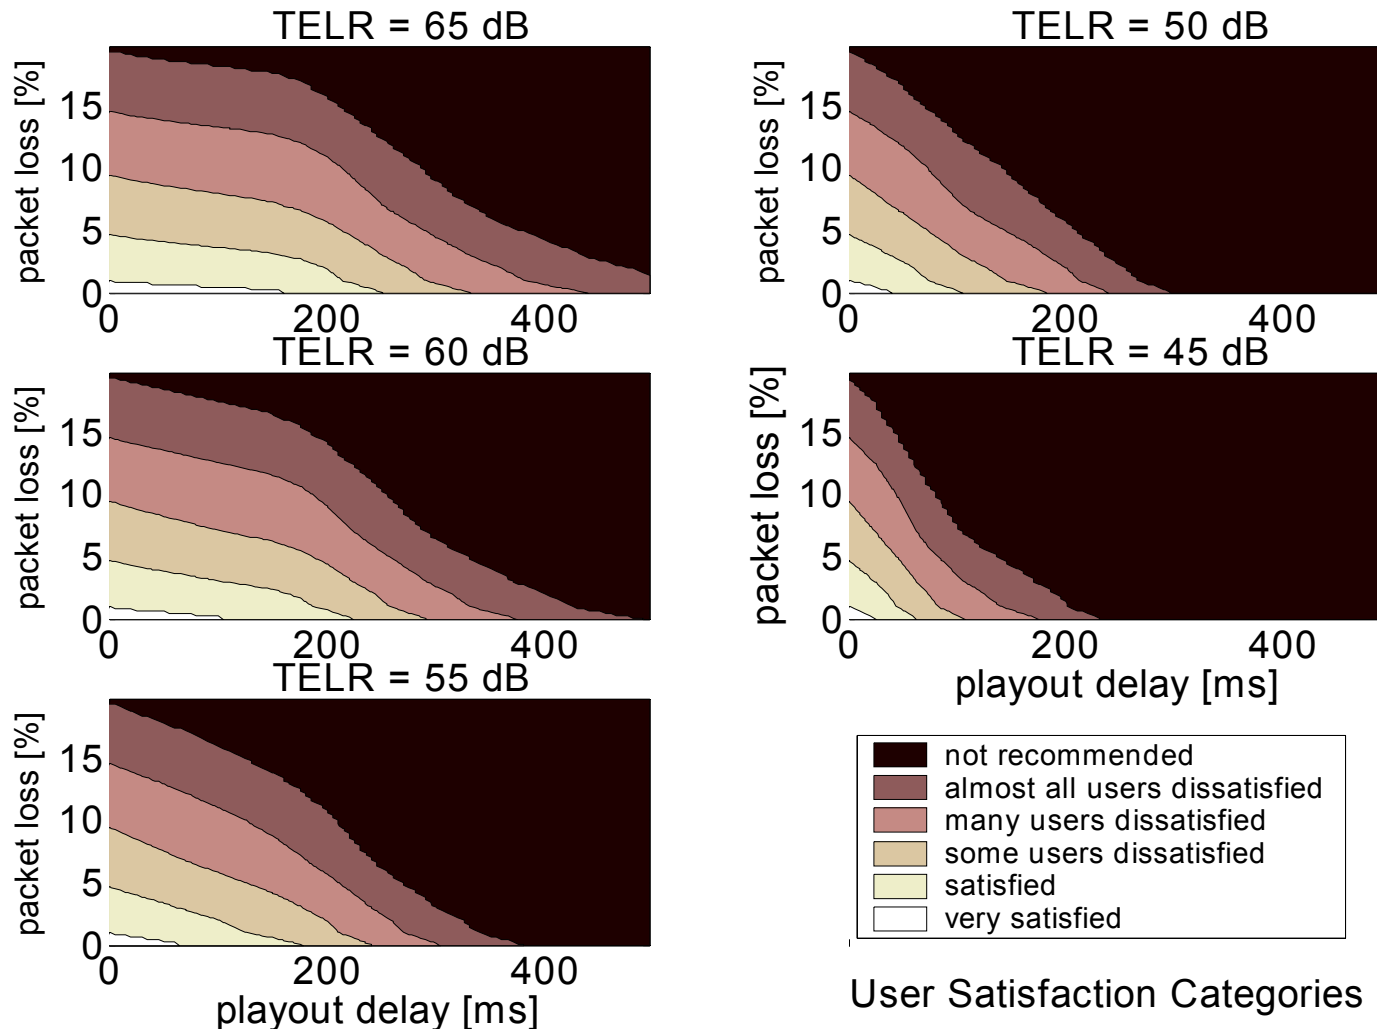 TELR = 65 dB
packet loss [%]
15
10
5
0
0 200 400
TELR = 60 dB
packet loss [%]
15
10
5
0
0 200 400
TELR = 55 dB
packet loss [%]
15
10
5
0
0 200 400
playout delay [ms]
TELR = 50 dB
packet loss [%]
15
10
5
0
0 200 400
TELR = 45 dB
packet loss [%]
15
10
5
0
0 200 400
playout delay [ms]
not recommended
almost all users dissatisfied
many users dissatisfied
some users dissatisfied
satisfied
very satisfied
User Satisfaction Categories